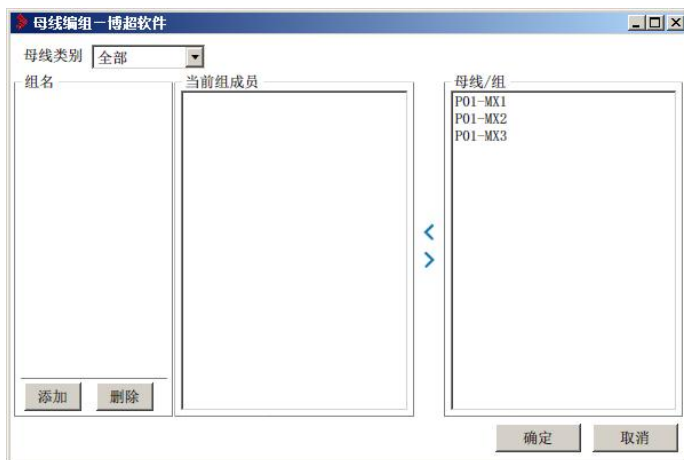 母线编组－博超软件
母线类别 全部
组名
当前组成员
母线/组
P01-MX1
P01-MX2
P01-MX3
添加 删除
确定 取消